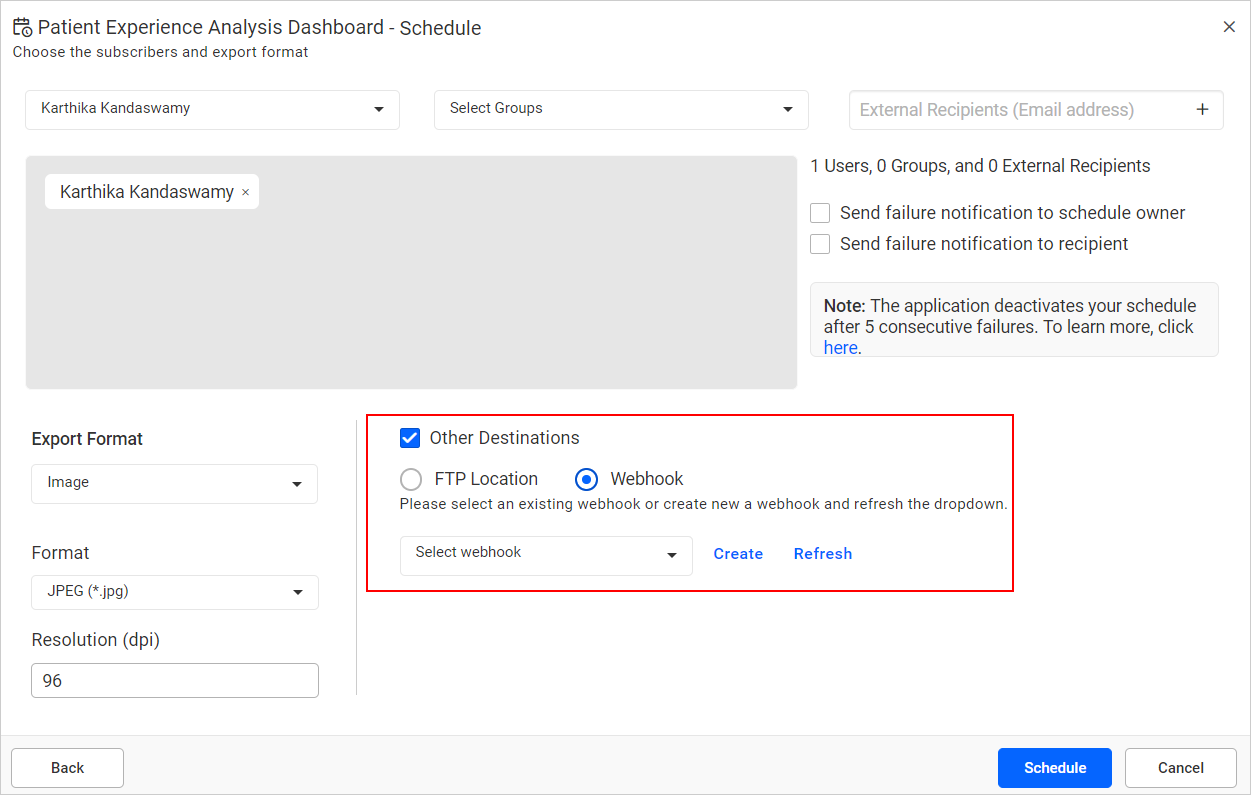 Patient Experience Analysis Dashboard - Schedule
Choose the subscribers and export format
Karthika Kandaswamy
Select Groups
External Recipients (Email address)
Karthika Kandaswamy ×
1 Users, 0 Groups, and 0 External Recipients
Send failure notification to schedule owner
Send failure notification to recipient
Note: The application deactivates your schedule
after 5 consecutive failures. To learn more, click
here.
Export Format
Image
Format
JPEG (*.jpg)
Resolution (dpi)
96
Other Destinations
FTP Location
Webhook
Please select an existing webhook or create new a webhook and refresh the dropdown.
Select webhook
Create
Refresh
Back
Schedule
Cancel